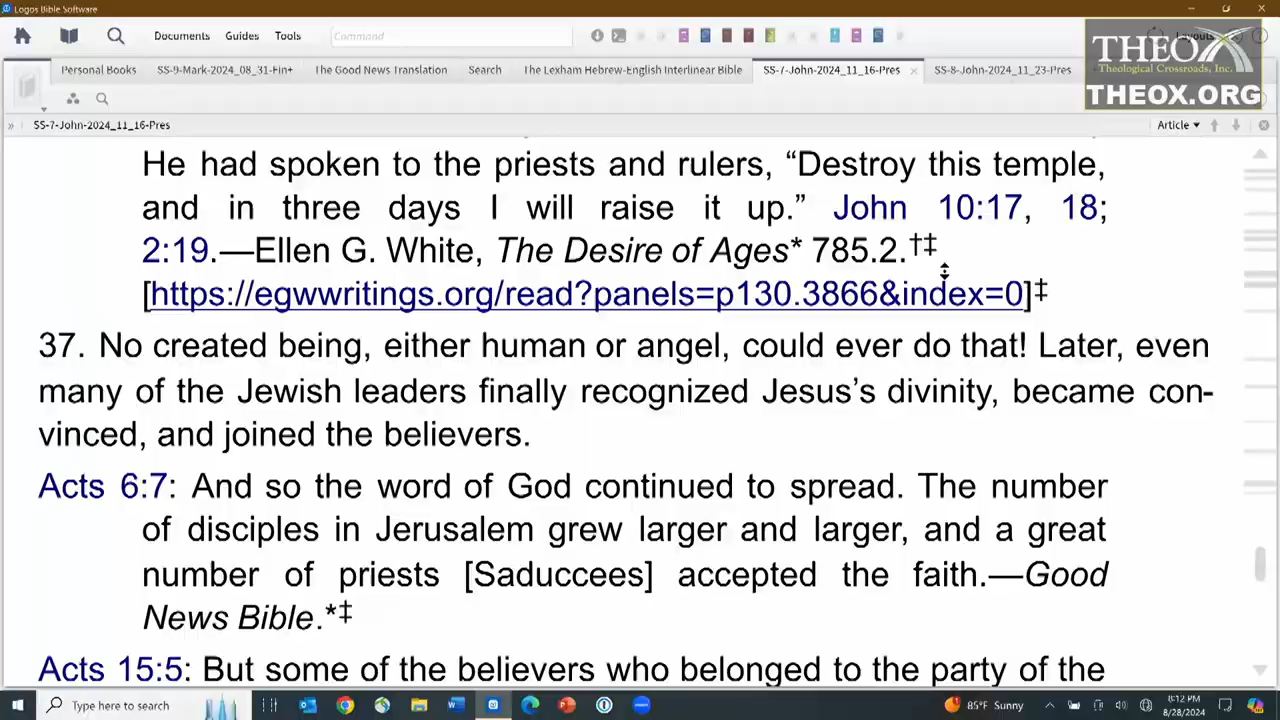 Logos Bible Software
Documents Guides Tools Command Layouts
THEOX
Theological Crossroads, Inc.
THEOX.ORG
Personal Books SS-9-Mark-2024_08_31-Fin+ The Good News Translation The Lexham Hebrew-English Interlinear Bible SS-7-John-2024_11_16-Pres SS-8-John-2024_11_23-Pres
SS-7-John-2024_11_16-Pres Article
He had spoken to the priests and rulers, “Destroy this temple,
and in three days I will raise it up.” John 10:17, 18;
2:19.—Ellen G. White, The Desire of Ages* 785.2.†‡
[https://egwwritings.org/read?panels=p130.3866&index=0]‡
37. No created being, either human or angel, could ever do that! Later, even
many of the Jewish leaders finally recognized Jesus’s divinity, became con-
vinced, and joined the believers.
Acts 6:7: And so the word of God continued to spread. The number
of disciples in Jerusalem grew larger and larger, and a great
number of priests [Saduccees] accepted the faith.—Good
News Bible.*‡
Acts 15:5: But some of the believers who belonged to the party of the
Type here to search
85°F Sunny
8:12 PM
8/28/2024